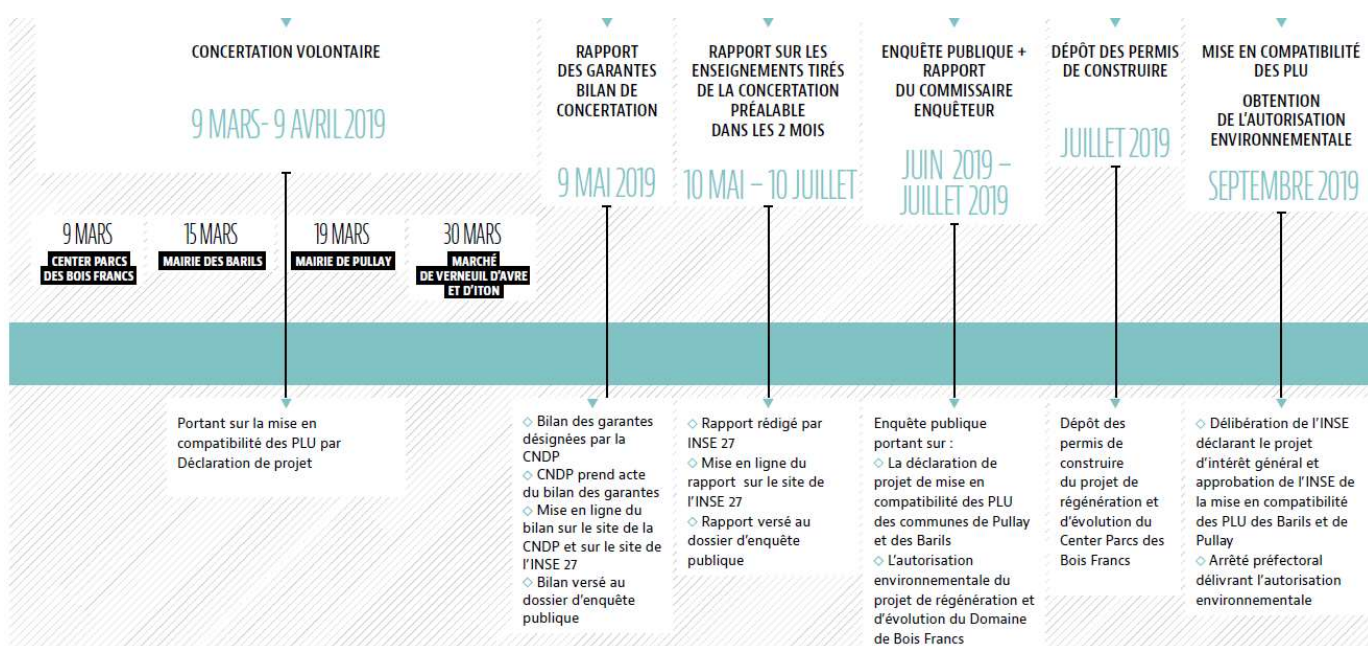 CONCERTATION VOLONTAIRE
9 MARS- 9 AVRIL 2019
9 MARS
CENTER PARCS
DES BOIS FRANCS
15 MARS
MAIRIE DES BARILS
19 MARS
MAIRIE DE PULLAY
30 MARS
MARCHÉ
DE VERNEUIL D'AVRE
ET D'ITON
Portant sur la mise en
compatibilité des PLU par
Déclaration de projet
RAPPORT
DES GARANTES
BILAN DE
CONCERTATION
9 MAI 2019
◇ Bilan des garantes
désignées par la
CNDP
◇ CNDP prend acte
du bilan des garantes
◇ Mise en ligne du
bilan sur le site de la
CNDP et sur le site de
l'INSE 27
◇ Bilan versé au
dossier d'enquête
publique
RAPPORT SUR LES
ENSEIGNEMENTS TIRÉS
DE LA CONCERTATION
PRÉALABLE
DANS LES 2 MOIS
10 MAI – 10 JUILLET
◇ Rapport rédigé par
INSE 27
◇ Mise en ligne du
rapport sur le site de
l'INSE 27
◇ Rapport versé au
dossier d'enquête
publique
ENQUÊTE PUBLIQUE +
RAPPORT
DU COMMISSAIRE
ENQUÊTEUR
JUIN 2019 –
JUILLET 2019
Enquête publique
portant sur :
◇ La déclaration de
projet de mise en
compatibilité des PLU
des communes de Pullay
et des Barils
◇ L'autorisation
environnementale du
projet de régénération et
d'évolution du Domaine
de Bois Francs
DÉPÔT DES PERMIS
DE CONSTRUIRE
JUILLET 2019
Dépôt des
permis de
construire
du projet de
régénération et
d'évolution du
Center Parcs des
Bois Francs
MISE EN COMPATIBILITÉ
DES PLU
OBTENTION
DE L'AUTORISATION
ENVIRONNEMENTALE
SEPTEMBRE 2019
◇ Délibération de l'INSE
déclarant le projet
d'intérêt général et
approbation de l'INSE de
la mise en compatibilité
des PLU des Barils et de
Pullay
◇ Arrêté préfectoral
délivrant l'autorisation
environnementale